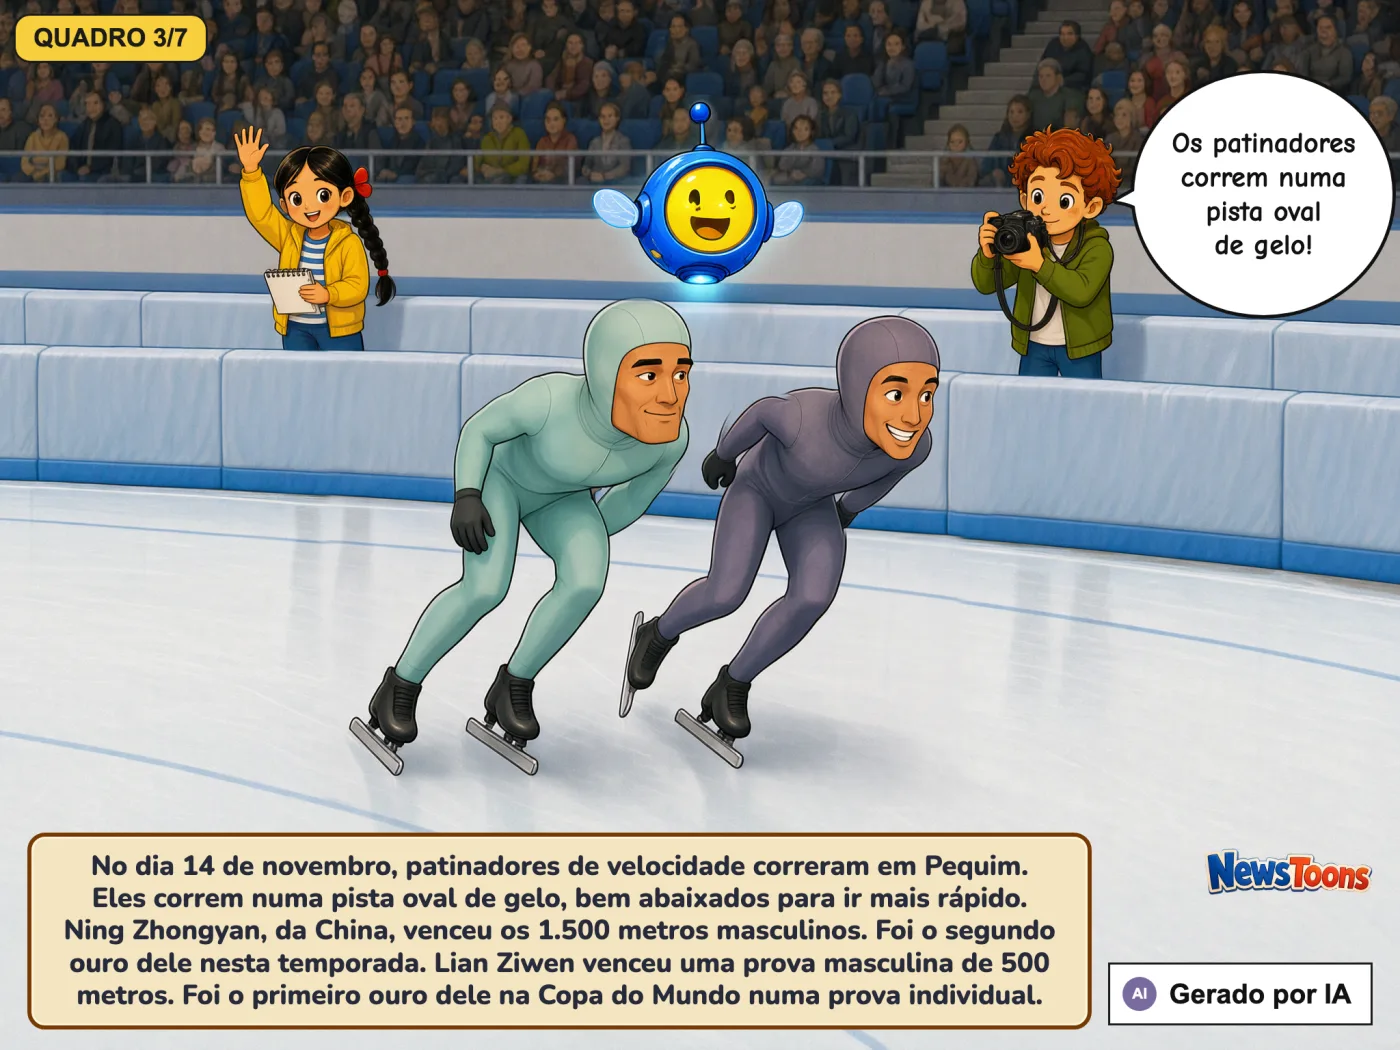 QUADRO 3/7
Os patinadores
correm numa
pista oval
de gelo!
No dia 14 de novembro, patinadores de velocidade correram em Pequim.
Eles correm numa pista oval de gelo, bem abaixados para ir mais rápido.
Ning Zhongyan, da China, venceu os 1.500 metros masculinos. Foi o segundo
ouro dele nesta temporada. Lian Ziwen venceu uma prova masculina de 500
metros. Foi o primeiro ouro dele na Copa do Mundo numa prova individual.
NewsToons
AI Gerado por IA